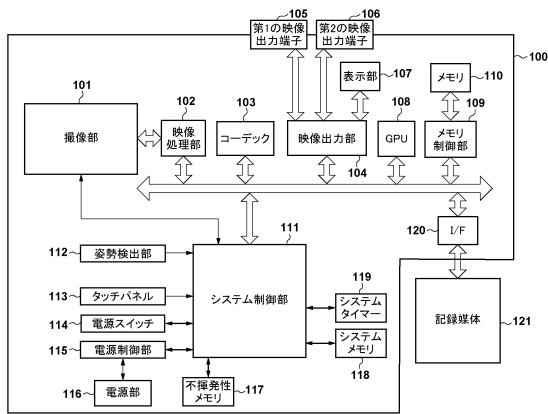 105
第1の映像
出力端子
第2の映像
出力端子
106
100
101
撮像部
102
映像
処理部
103
コーデック
表示部
107
メモリ
110
映像出力部
104
108
GPU
109
メモリ
制御部
111
システム制御部
112
姿勢検出部
113
タッチパネル
114
電源スイッチ
115
電源制御部
116
電源部
不揮発性
メモリ
117
119
システム
タイマー
システム
メモリ
118
120
I/F
記録媒体
121